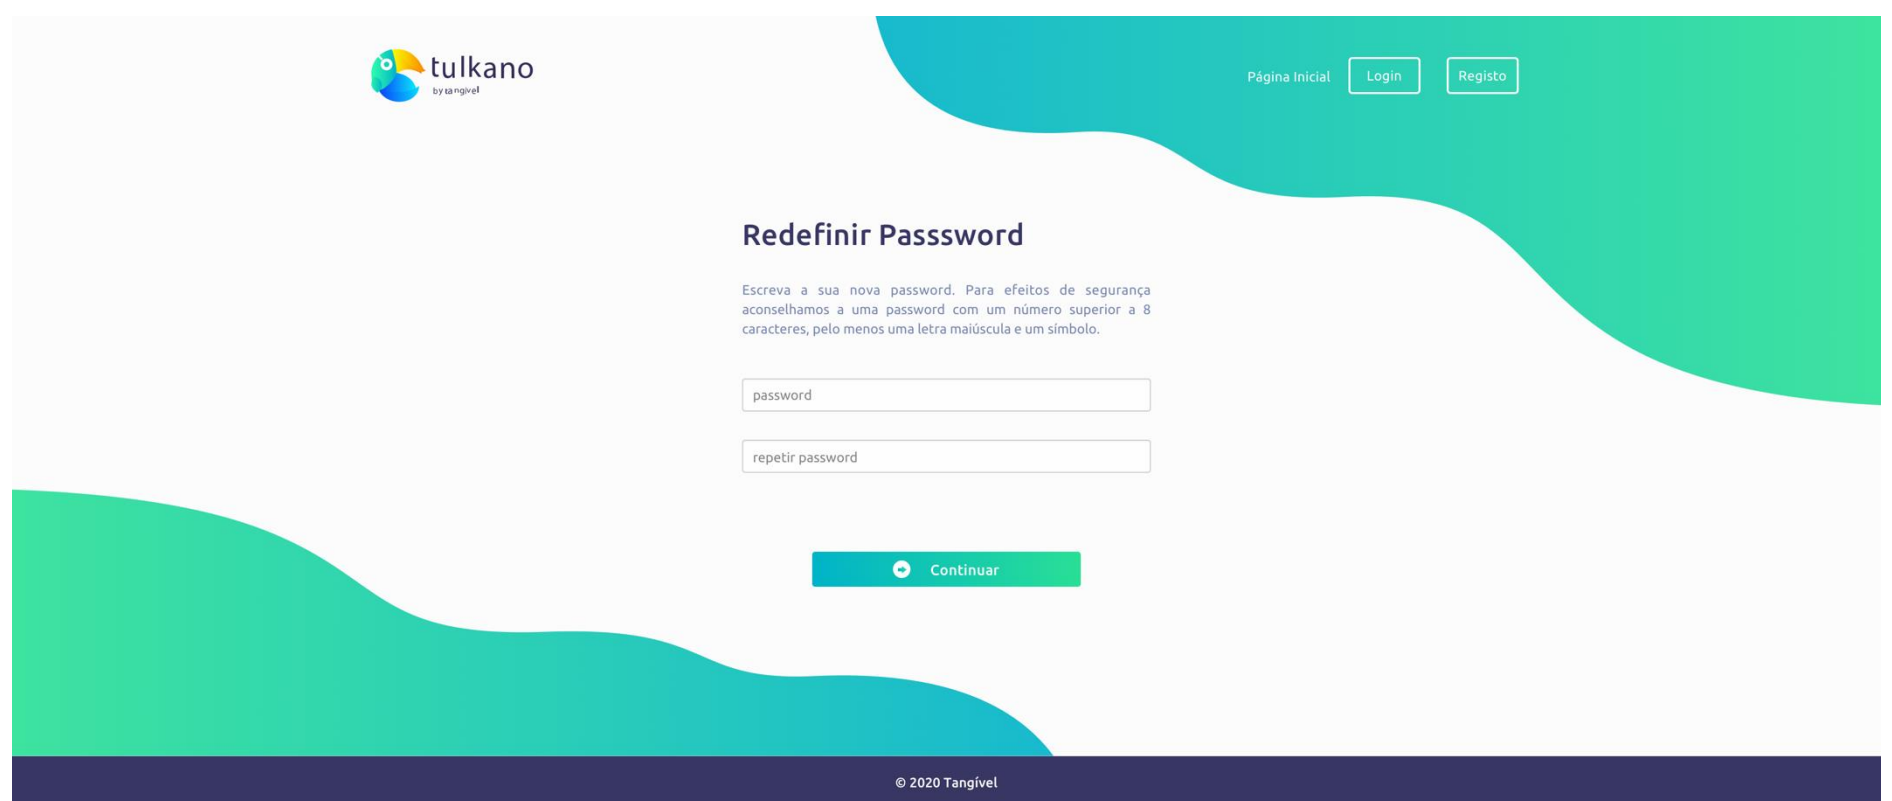 tulkano
by tangível
Página Inicial
Login
Registo
Redefinir Passsword
Escreva a sua nova password. Para efeitos de segurança
aconselhamos a uma password com um número superior a 8
caracteres, pelo menos uma letra maiúscula e um símbolo.
password
repetir password
Continuar
© 2020 Tangível